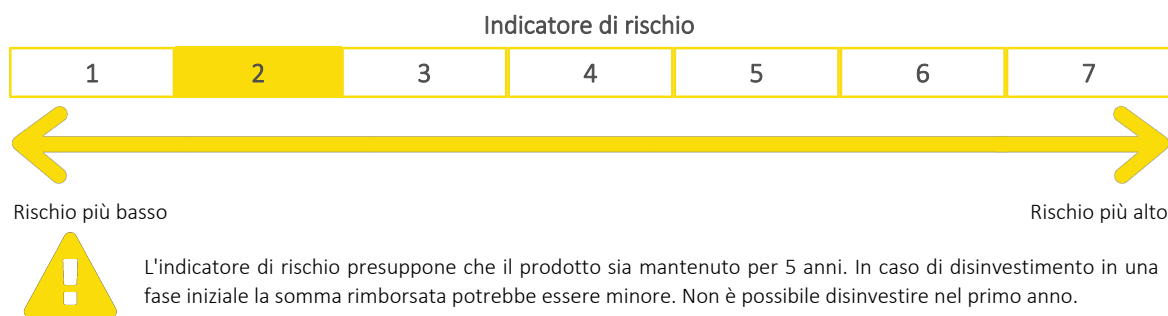 Indicatore di rischio
1 2 3 4 5 6 7
Rischio più basso Rischio più alto
L'indicatore di rischio presuppone che il prodotto sia mantenuto per 5 anni. In caso di disinvestimento in una
fase iniziale la somma rimborsata potrebbe essere minore. Non è possibile disinvestire nel primo anno.